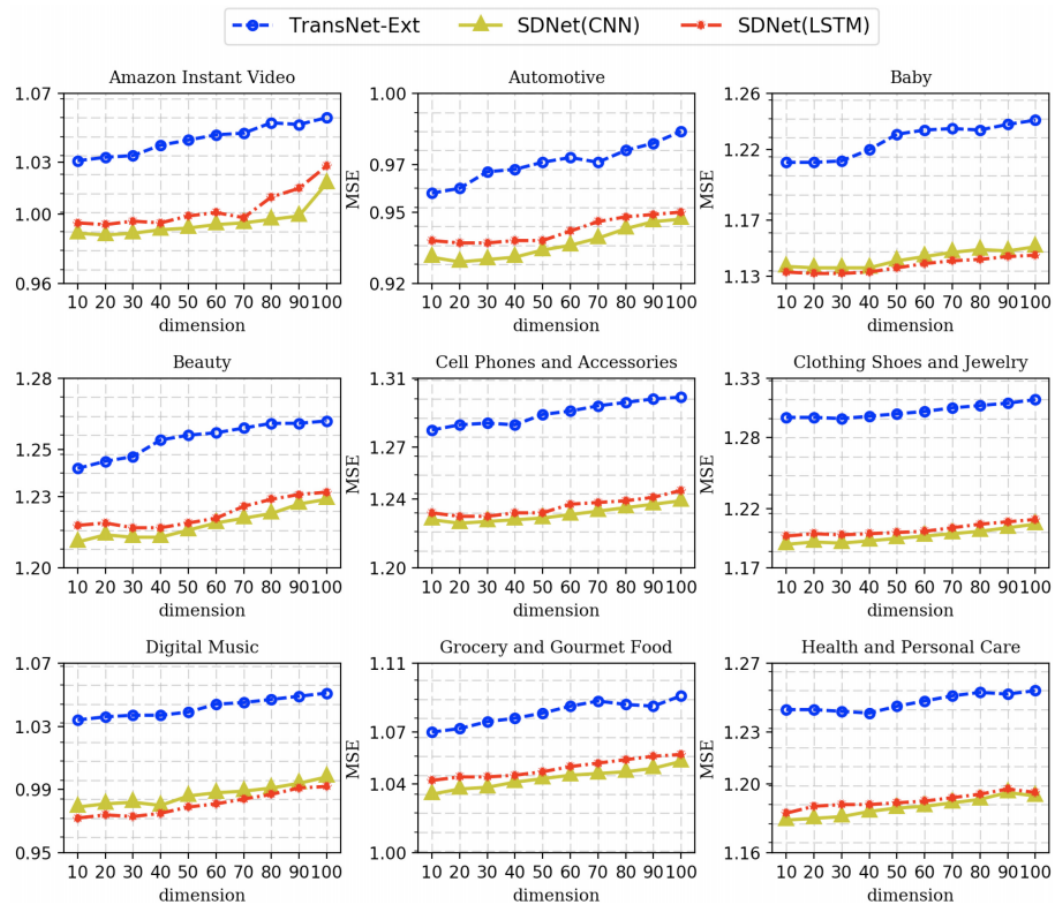 TransNet-Ext SDNet(CNN) SDNet(LSTM)
Amazon Instant Video
1.07
1.03
1.00
0.96
10 20 30 40 50 60 70 80 90 100
dimension
Automotive
MSE
1.00
0.97
0.95
0.92
10 20 30 40 50 60 70 80 90 100
dimension
Baby
MSE
1.26
1.22
1.17
1.13
10 20 30 40 50 60 70 80 90 100
dimension
Beauty
1.28
1.25
1.23
1.20
10 20 30 40 50 60 70 80 90 100
dimension
Cell Phones and Accessories
MSE
1.31
1.27
1.24
1.20
10 20 30 40 50 60 70 80 90 100
dimension
Clothing Shoes and Jewelry
MSE
1.33
1.28
1.22
1.17
10 20 30 40 50 60 70 80 90 100
dimension
Digital Music
1.07
1.03
0.99
0.95
10 20 30 40 50 60 70 80 90 100
dimension
Grocery and Gourmet Food
MSE
1.11
1.07
1.04
1.00
10 20 30 40 50 60 70 80 90 100
dimension
Health and Personal Care
MSE
1.27
1.23
1.20
1.16
10 20 30 40 50 60 70 80 90 100
dimension